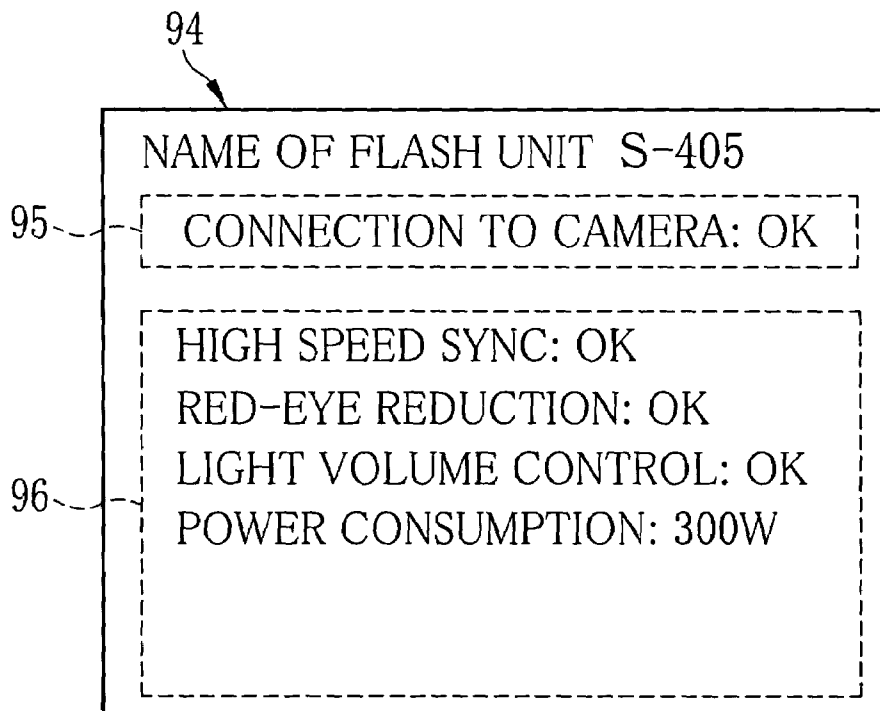 94
NAME OF FLASH UNIT S-405
95
CONNECTION TO CAMERA: OK
HIGH SPEED SYNC: OK
RED-EYE REDUCTION: OK
LIGHT VOLUME CONTROL: OK
96
POWER CONSUMPTION: 300W